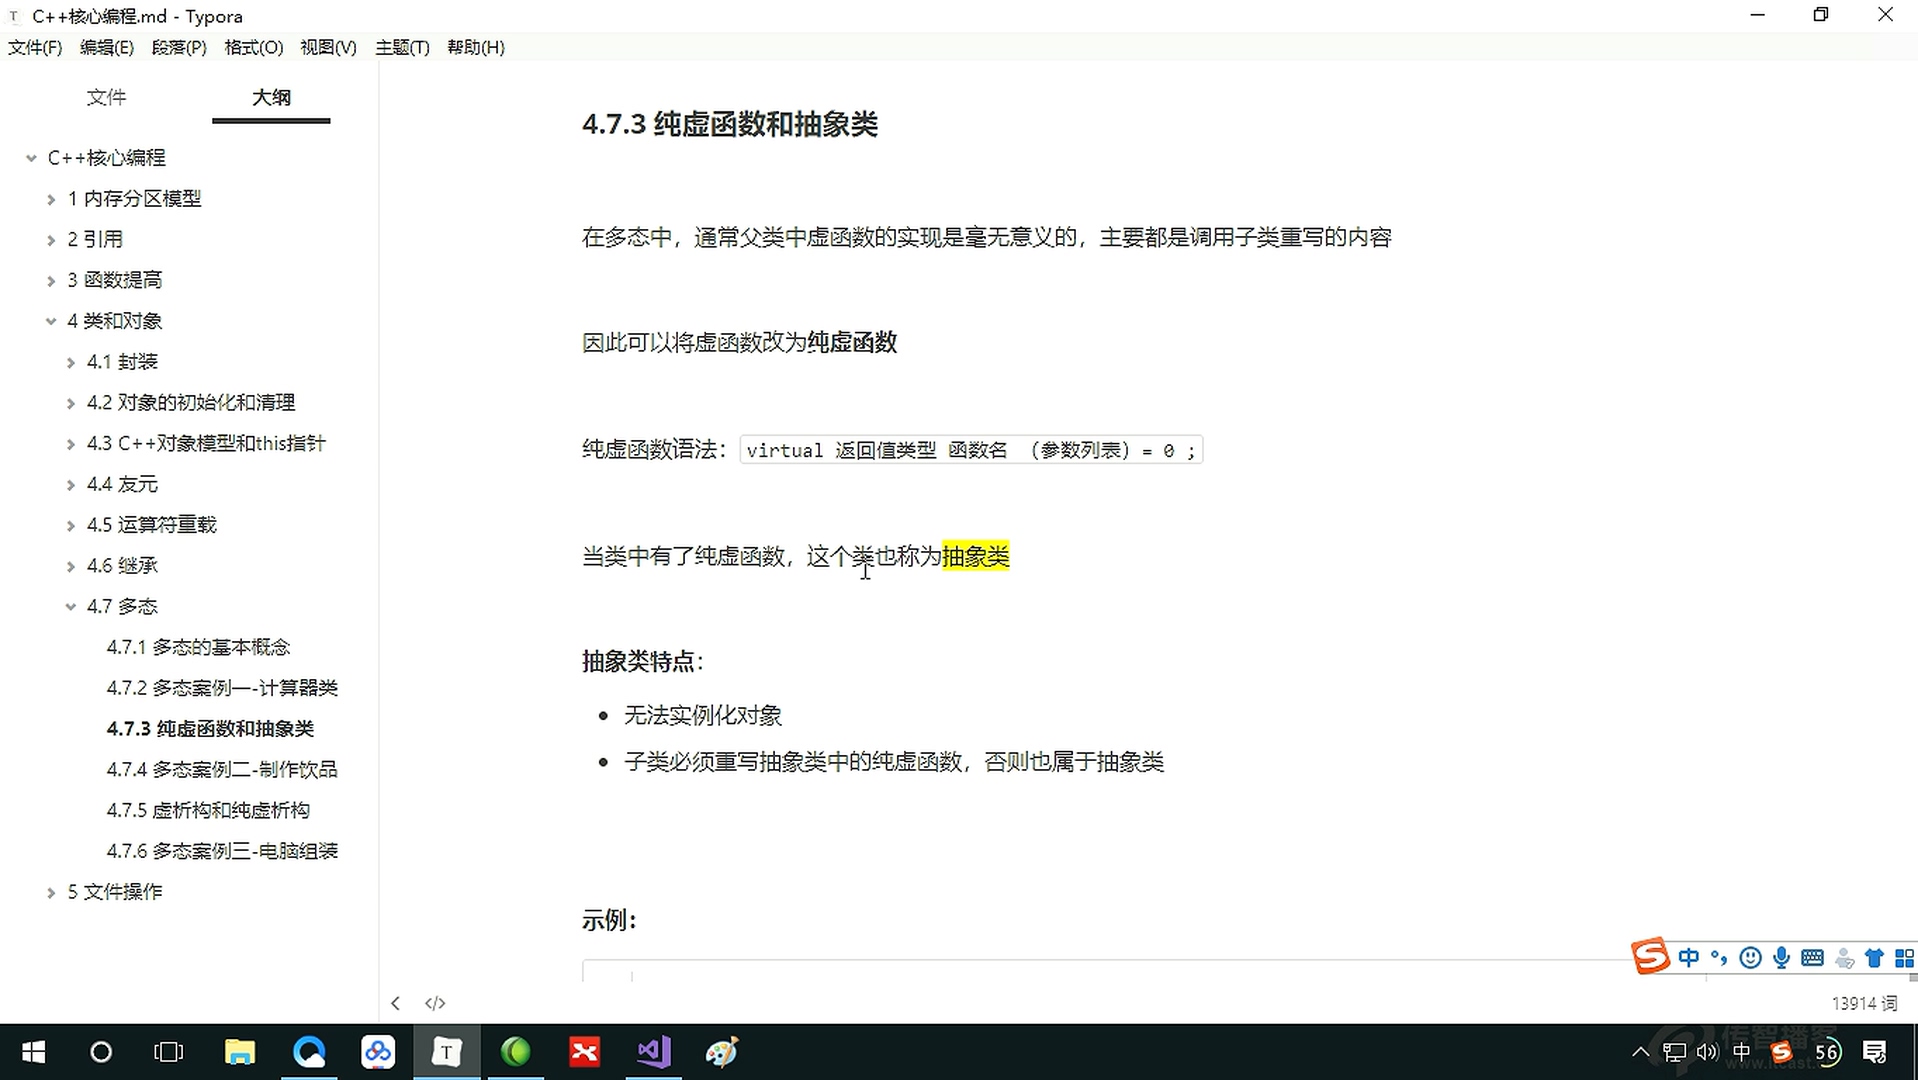 C++核心编程.md - Typora
文件(F) 编辑(E) 段落(P) 格式(O) 视图(V) 主题(T) 帮助(H)
文件 大纲
C++核心编程
1 内存分区模型
2 引用
3 函数提高
4 类和对象
4.1 封装
4.2 对象的初始化和清理
4.3 C++对象模型和this指针
4.4 友元
4.5 运算符重载
4.6 继承
4.7 多态
4.7.1 多态的基本概念
4.7.2 多态案例一-计算器类
4.7.3 纯虚函数和抽象类
4.7.4 多态案例二-制作饮品
4.7.5 虚析构和纯虚析构
4.7.6 多态案例三-电脑组装
5 文件操作
4.7.3 纯虚函数和抽象类
在多态中，通常父类中虚函数的实现是毫无意义的，主要都是调用子类重写的内容
因此可以将虚函数改为纯虚函数
纯虚函数语法：virtual 返回值类型 函数名 （参数列表）= 0 ;
当类中有了纯虚函数，这个类也称为抽象类
抽象类特点：
无法实例化对象
子类必须重写抽象类中的纯虚函数，否则也属于抽象类
示例：
中
13914 词
中 56
传智播客